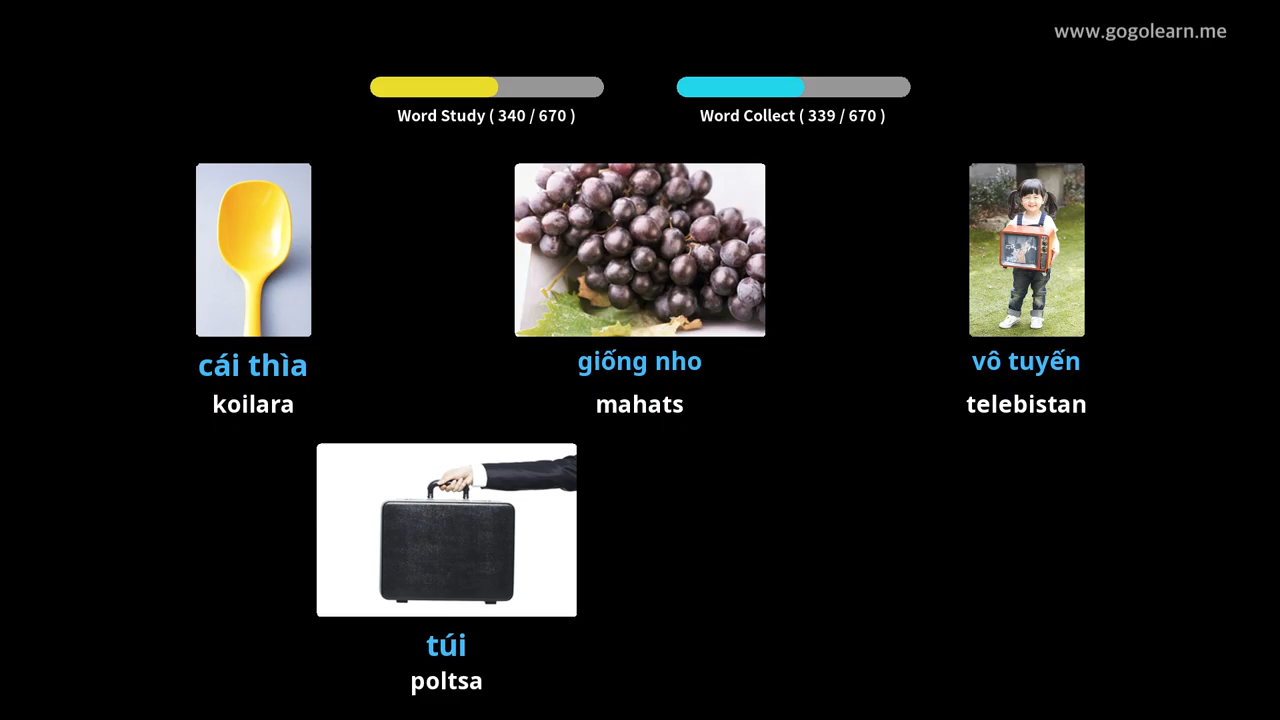 www.gogolearn.me
Word Study ( 340 / 670 )
Word Collect ( 339 / 670 )
cái thìa
koilara
giống nho
mahats
vô tuyến
telebistan
túi
poltsa